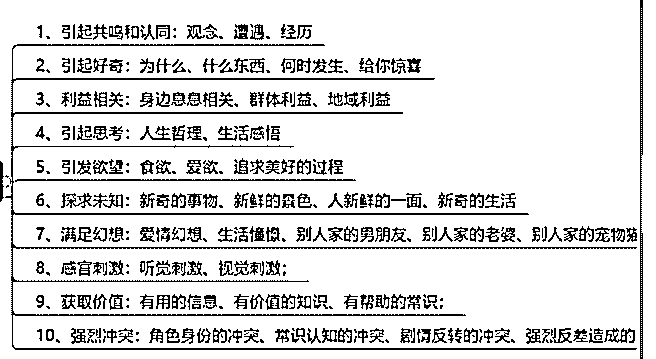 1、引起共鸣和认同：观念、遭遇、经历
2、引起好奇：为什么、什么东西、何时发生、给你惊喜
3、利益相关：身边息息相关、群体利益、地域利益
4、引起思考：人生哲理、生活感悟
5、引发欲望：食欲、爱欲、追求美好的过程
6、探求未知：新奇的事物、新鲜的景色、人新鲜的一面、新奇的生活
7、满足幻想：爱情幻想、生活憧憬、别人家的男朋友、别人家的老婆、别人家的宠物猫
8、感官刺激：听觉刺激、视觉刺激；
9、获取价值：有用的信息、有价值的知识、有帮助的常识；
10、强烈冲突：角色身份的冲突、常识认知的冲突、剧情反转的冲突、强烈反差造成的